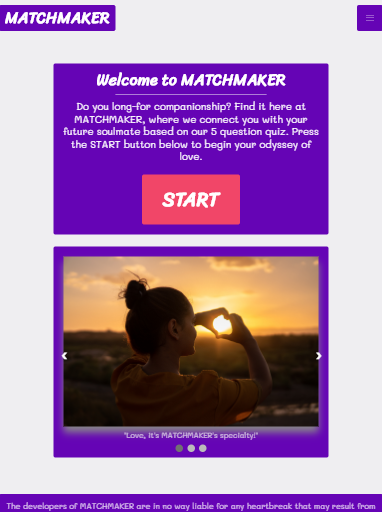 MATCHMAKER
Welcome to MATCHMAKER
Do you long-for companionship? Find it here at
MATCHMAKER, where we connect you with your
future soulmate based on our 5 question quiz. Press
the START button below to begin your odyssey of
love.
START
"Love, it's MATCHMAKER's specialty!"
The developers of MATCHMAKER are in no way liable for any heartbreak that may result from